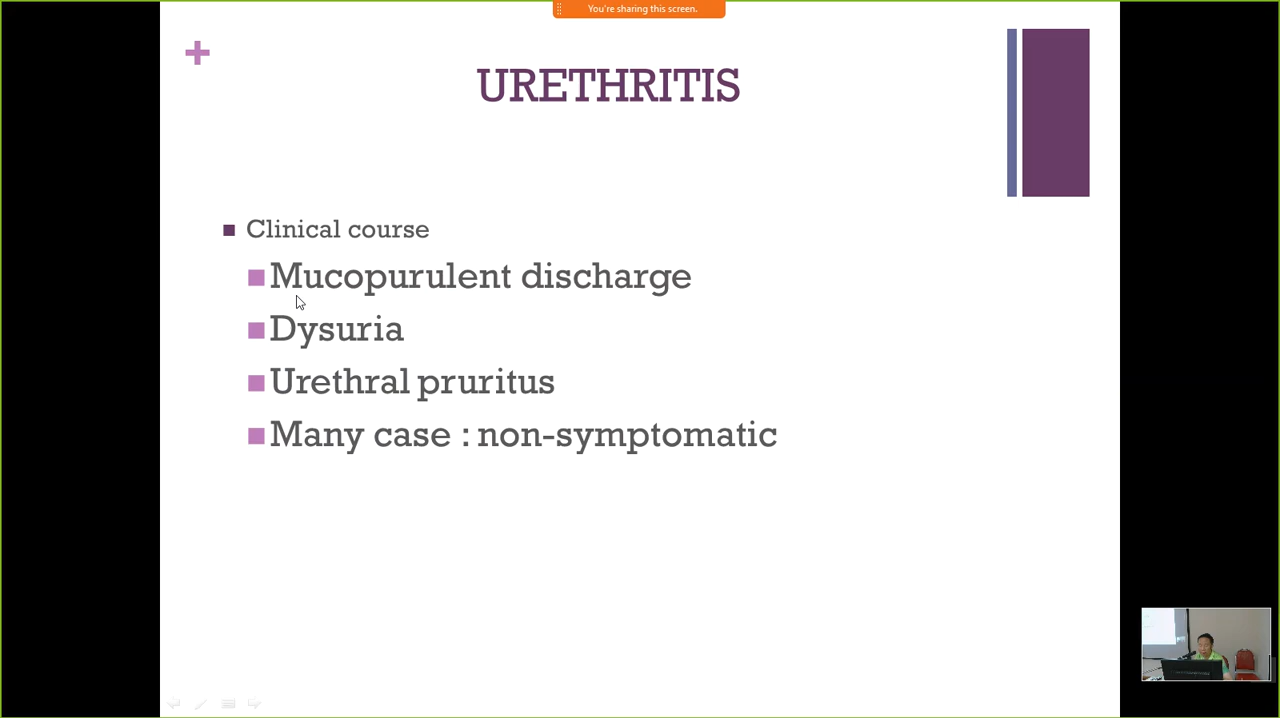 You're sharing this screen.
+
URETHRITIS
Clinical course
Mucopurulent discharge
Dysuria
Urethral pruritus
Many case : non-symptomatic